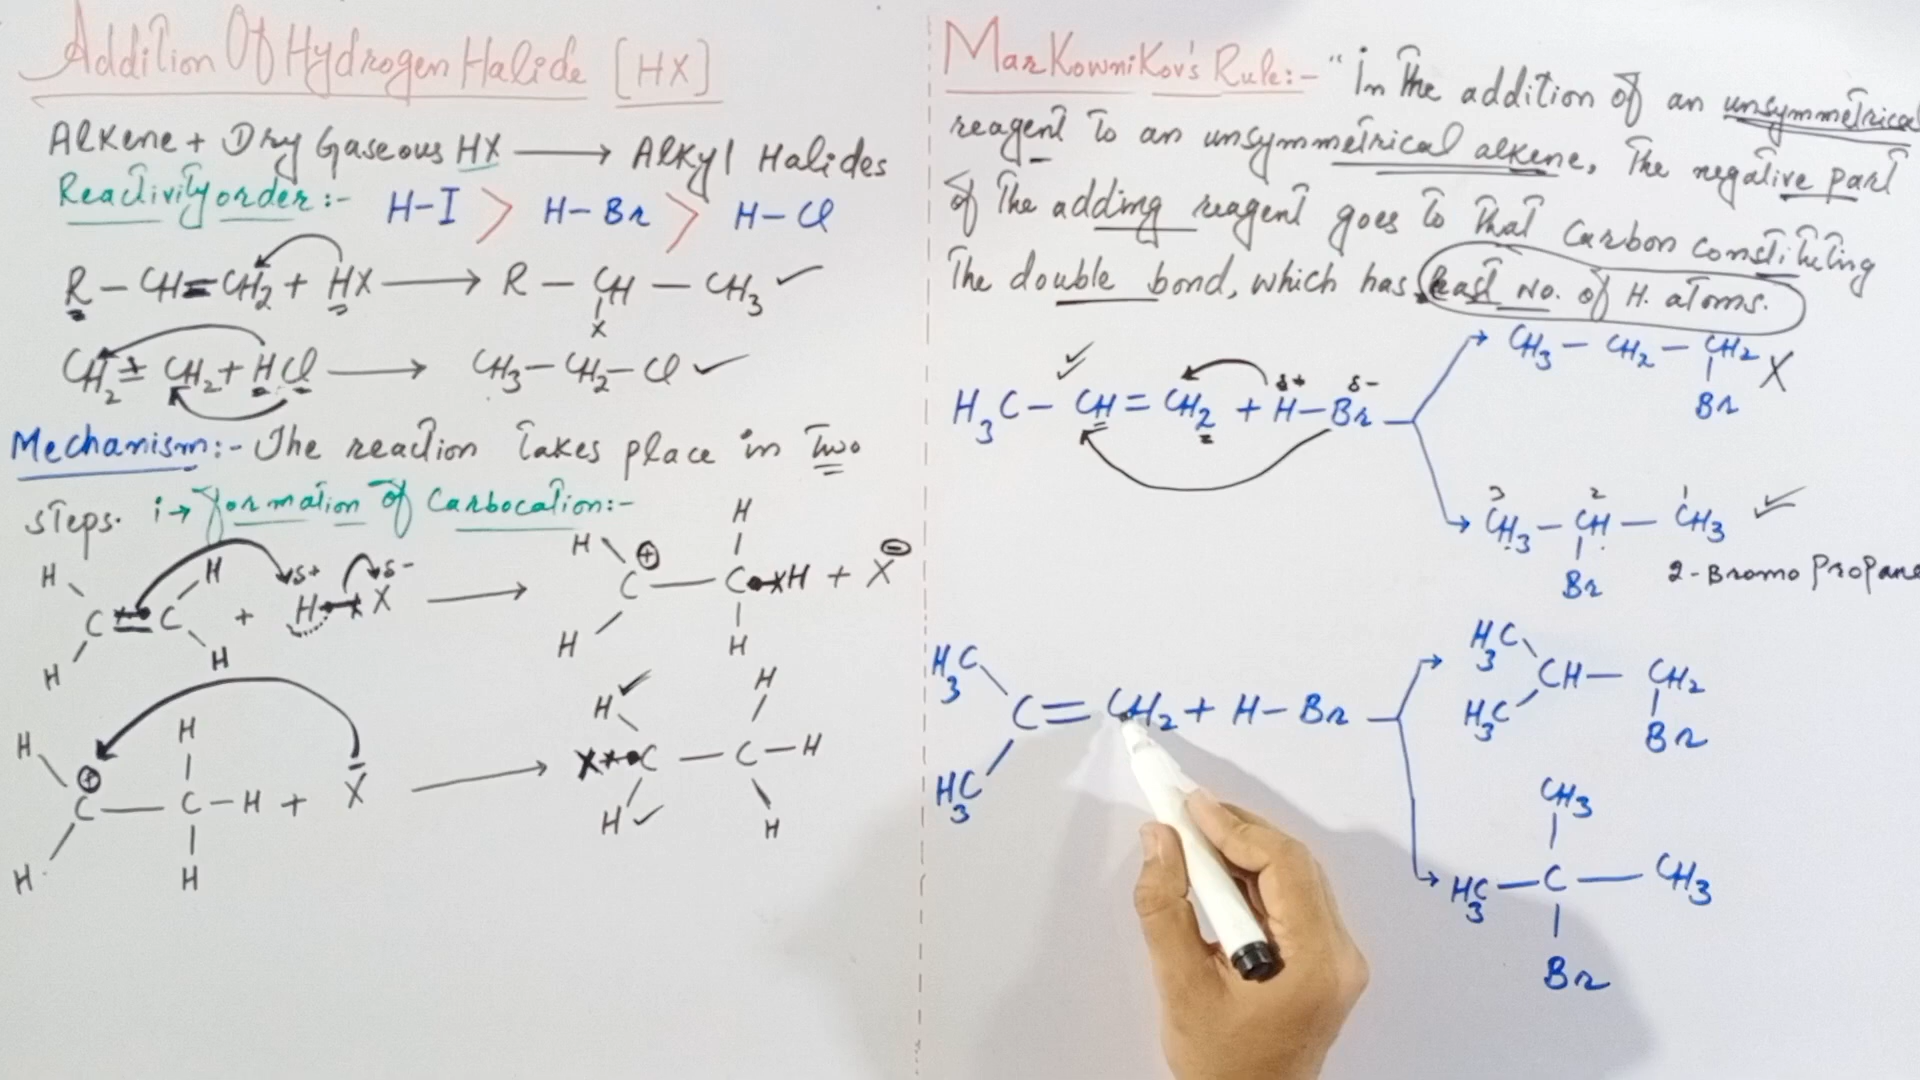 Addition Of Hydrogen Halide [HX]
Alkene + Dry Gaseous HX ⟶ Alkyl Halides
Reactivity order :- H-I > H-Br > H-Cl
R — CH = CH2 + HX ⟶ R — CH — CH3 ✓
X
CH2 = CH2 + HCl ⟶ CH3 — CH2 — Cl ✓
Mechanism :- The reaction takes place in two
steps. i→ formation of Carbocation :-
H H δ+ δ-
C = C + H X ⟶
H H
H H
⊕ C — C H + X ⊖
H H
H H
⊕ C — C — H + X ⟶
H H
H ✓ H
X C — C — H
H ✓ H
MarKowniKov's Rule :- "In the addition of an unsymmetrical
reagent to an unsymmetrical alkene, the negative part
of the adding reagent goes to that Carbon constituting
the double bond, which has least No. of H. atoms.
H3C — CH = CH2 + H — Br
δ+ δ-
CH3 — CH2 — CH2 X
Br
3 2 1
CH3 — CH — CH3 ✓
Br
2-Bromo Propane
H3C
C = CH2 + H — Br
H3C
H3C
CH — CH2
H3C Br
CH3
H3C — C — CH3
Br